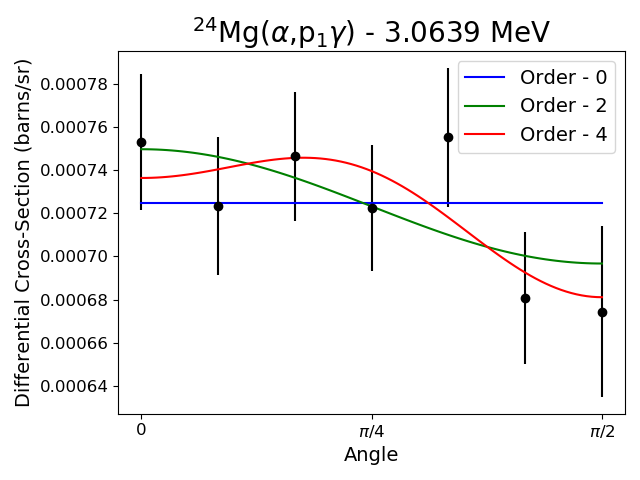 ²⁴Mg(α,p₁γ) - 3.0639 MeV
Differential Cross-Section (barns/sr)
0.00078
0.00076
0.00074
0.00072
0.00070
0.00068
0.00066
0.00064
Order - 0
Order - 2
Order - 4
0
π/4
π/2
Angle